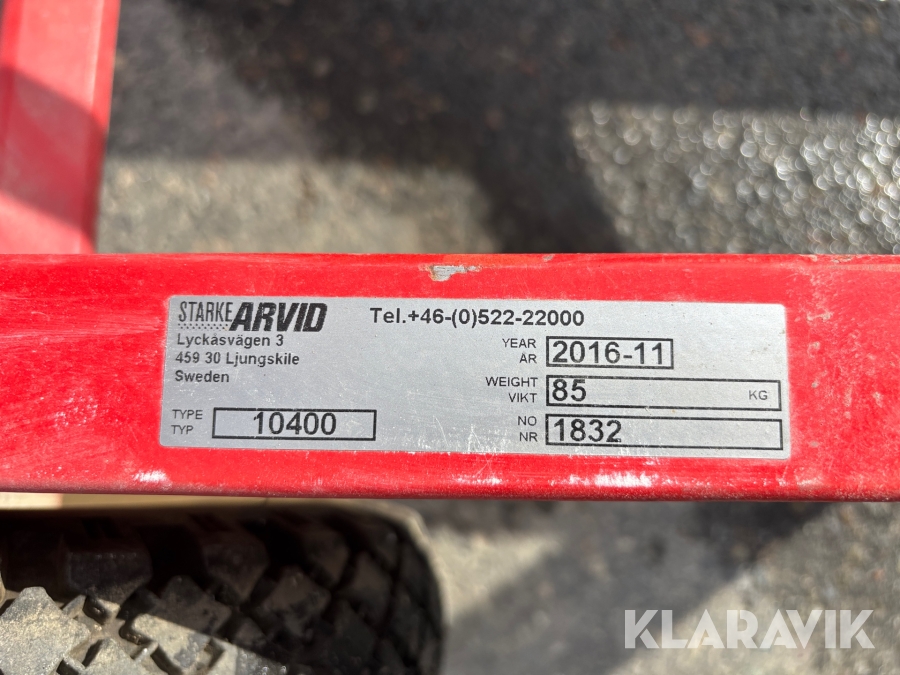 STARKE ARVID
Lyckåsvägen 3
459 30 Ljungskile
Sweden
TYPE
TYP
10400
Tel.+46-(0)522-22000
YEAR
ÅR
2016-11
WEIGHT
VIKT
85
KG
NO
NR
1832
KLARAVIK